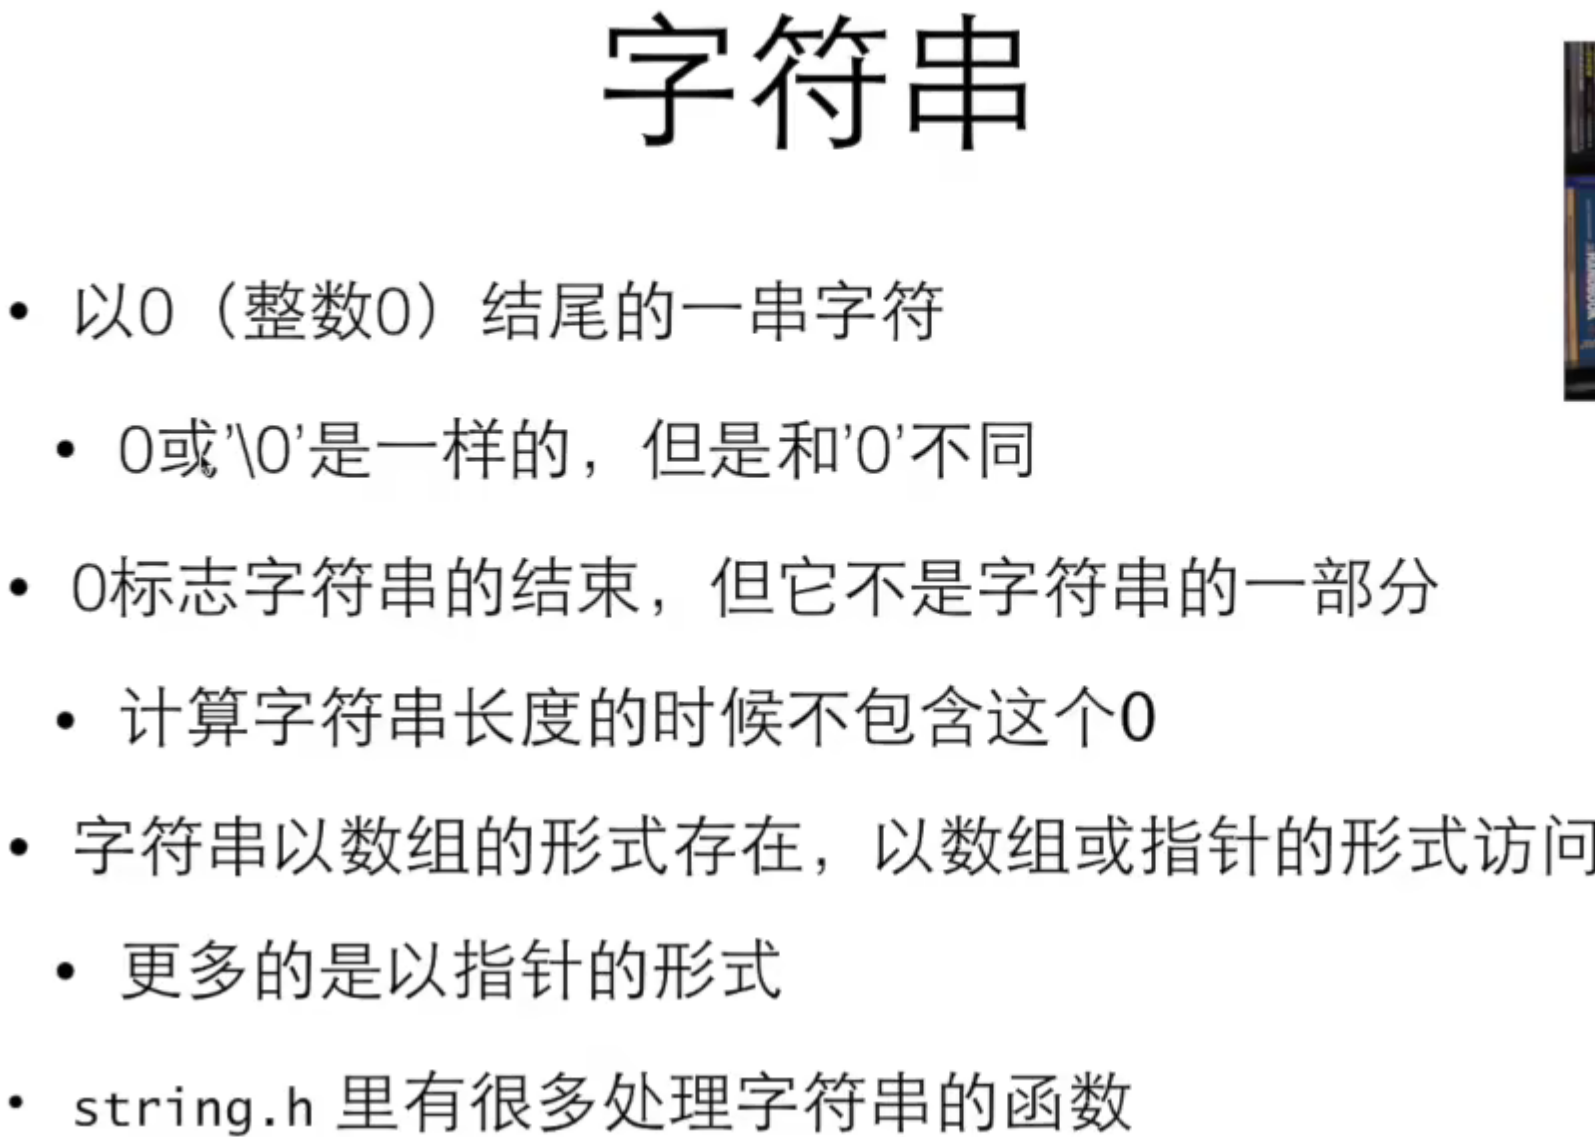 字符串
• 以0（整数0）结尾的一串字符
• 0或’\0’是一样的，但是和’0’不同
• 0标志字符串的结束，但它不是字符串的一部分
• 计算字符串长度的时候不包含这个0
• 字符串以数组的形式存在，以数组或指针的形式访问
• 更多的是以指针的形式
• string.h 里有很多处理字符串的函数